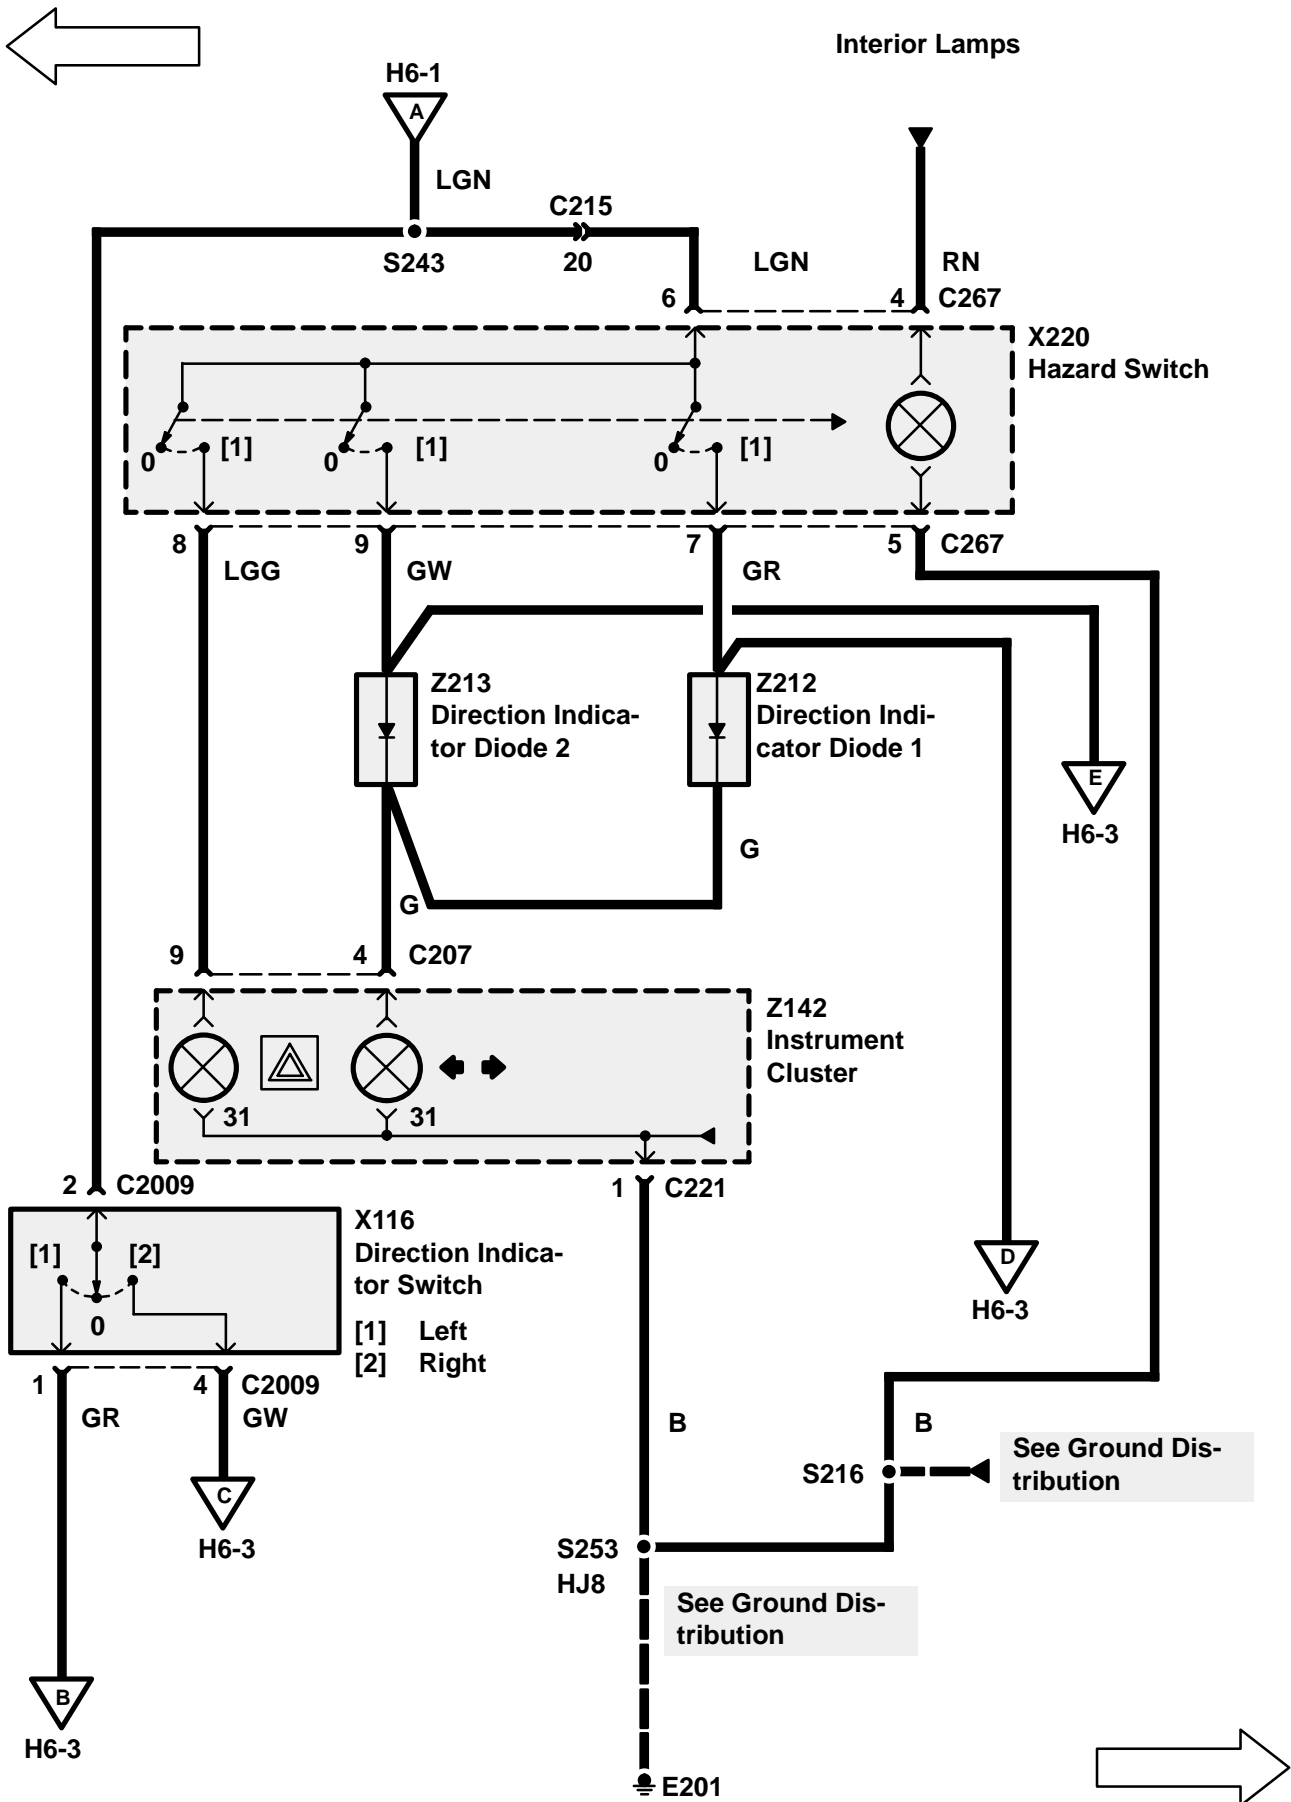 Interior Lamps
H6-1
A
LGN
C215
S243
20
LGN
RN
6
4
C267
X220
Hazard Switch
0
[1]
0
[1]
0
[1]
8
9
7
5
C267
LGG
GW
GR
Z213
Direction Indica-
tor Diode 2
Z212
Direction Indi-
cator Diode 1
E
H6-3
G
G
9
4
C207
Z142
Instrument
Cluster
31
31
2
C2009
1
C221
X116
Direction Indica-
tor Switch
[1]
[2]
0
[1] Left
[2] Right
D
H6-3
1
4
C2009
GR
GW
B
B
See Ground Dis-
tribution
S216
C
H6-3
S253
HJ8
See Ground Dis-
tribution
B
H6-3
E201